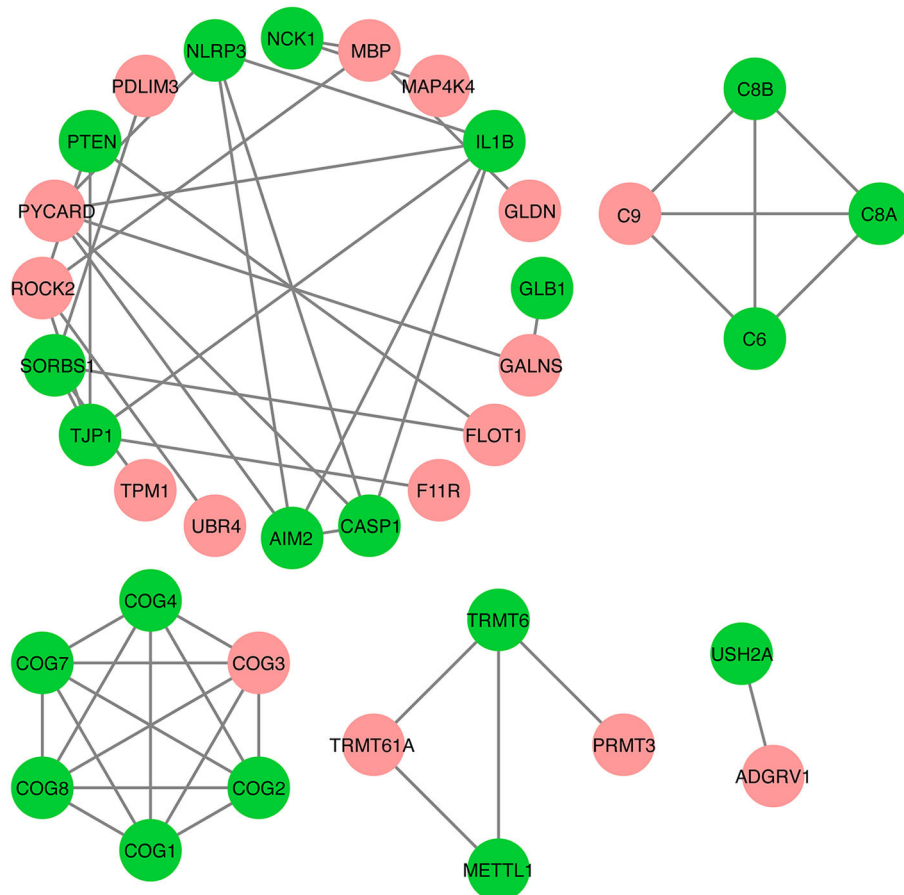 NCK1
NLRP3
MBP
PDLIM3
MAP4K4
C8B
PTEN
IL1B
PYCARD
GLDN
C9
C8A
ROCK2
GLB1
C6
SORBS1
GALNS
TJP1
FLOT1
TPM1
F11R
UBR4
AIM2
CASP1
COG4
TRMT6
COG7
COG3
USH2A
TRMT61A
PRMT3
COG8
COG2
ADGRV1
COG1
METTL1